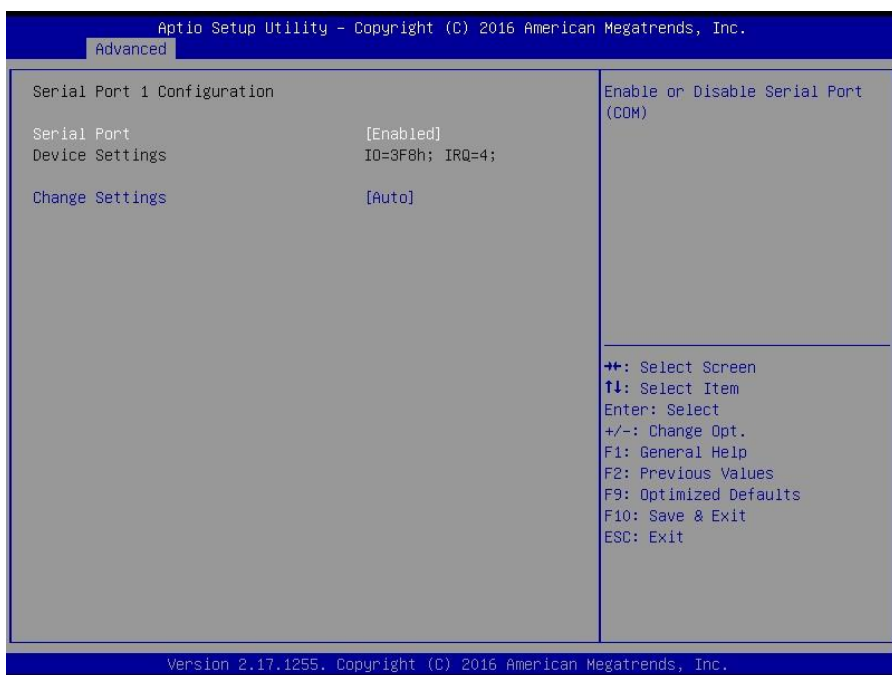 Aptio Setup Utility – Copyright (C) 2016 American Megatrends, Inc.
Advanced
Serial Port 1 Configuration
Serial Port [Enabled]
Device Settings IO=3F8h; IRQ=4;
Change Settings [Auto]
Enable or Disable Serial Port
(COM)
→←: Select Screen
↑↓: Select Item
Enter: Select
+/-: Change Opt.
F1: General Help
F2: Previous Values
F9: Optimized Defaults
F10: Save & Exit
ESC: Exit
Version 2.17.1255. Copyright (C) 2016 American Megatrends, Inc.